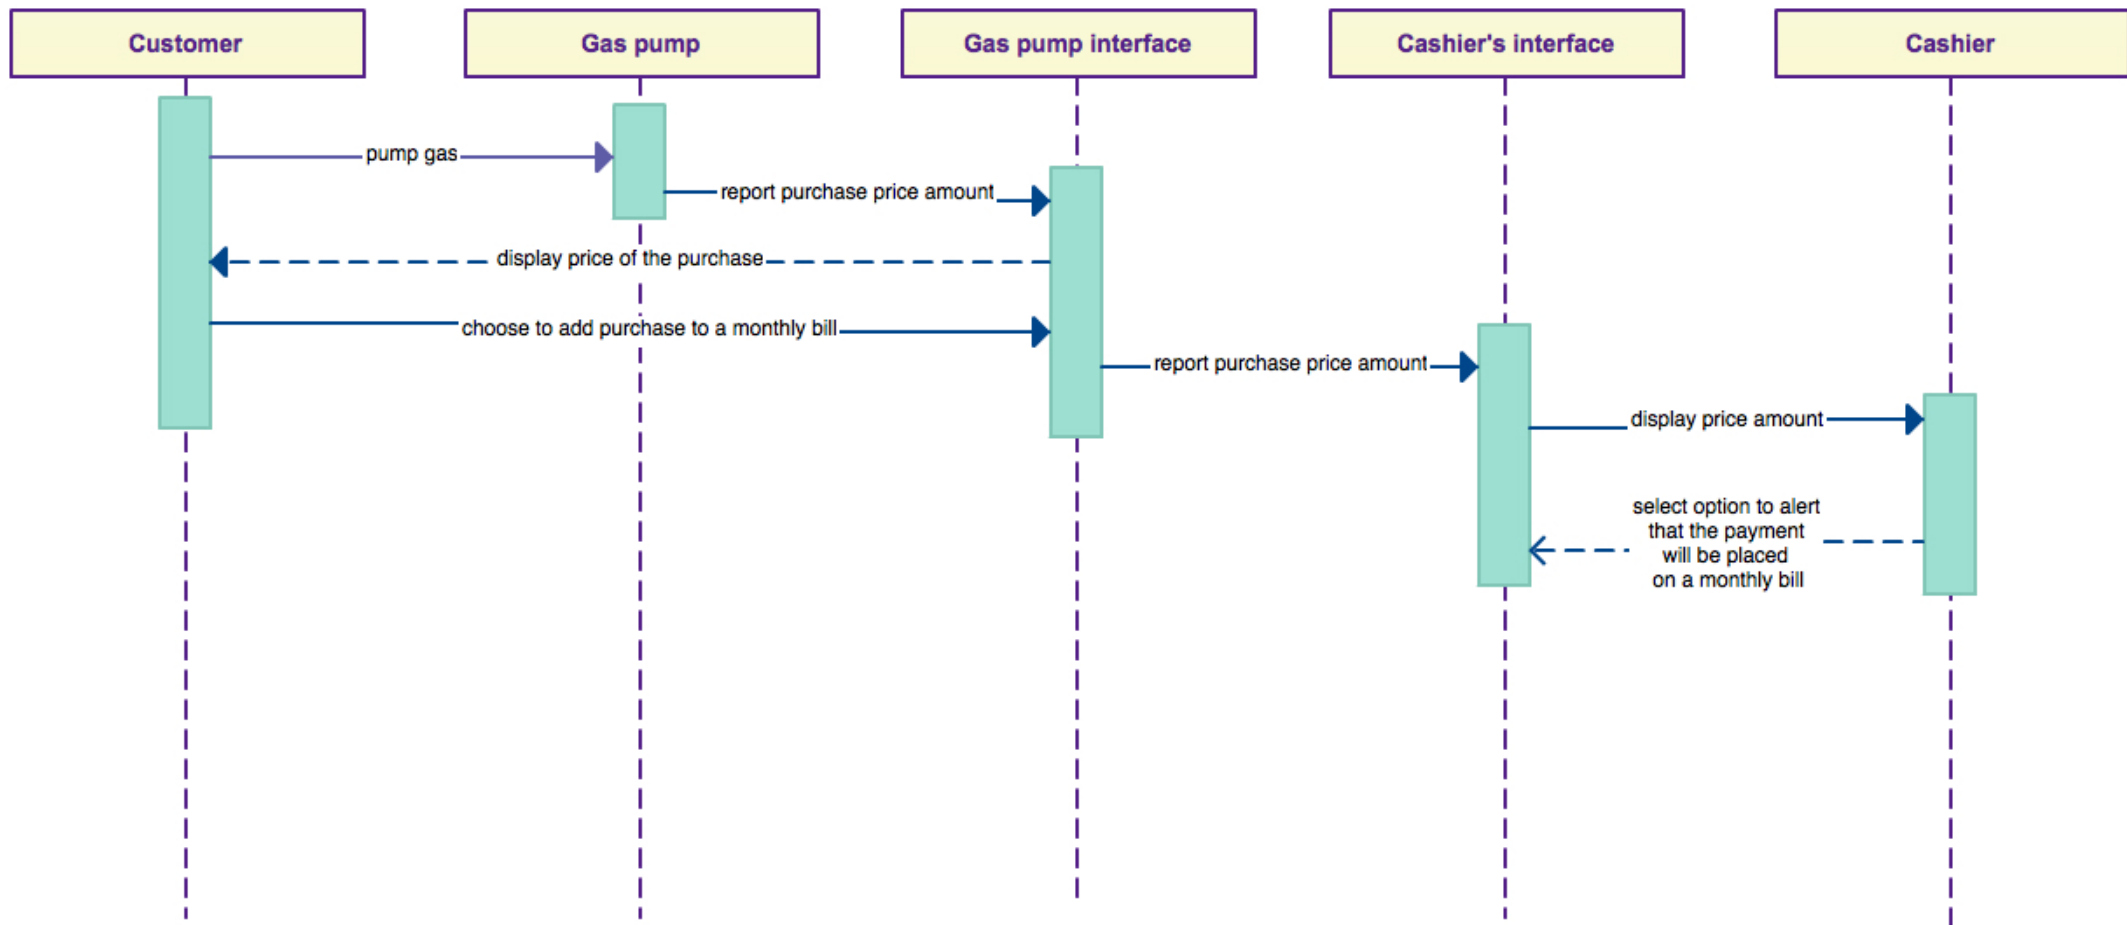 Customer
Gas pump
Gas pump interface
Cashier's interface
Cashier
pump gas
report purchase price amount
display price of the purchase
choose to add purchase to a monthly bill
report purchase price amount
display price amount
select option to alert
that the payment
will be placed
on a monthly bill